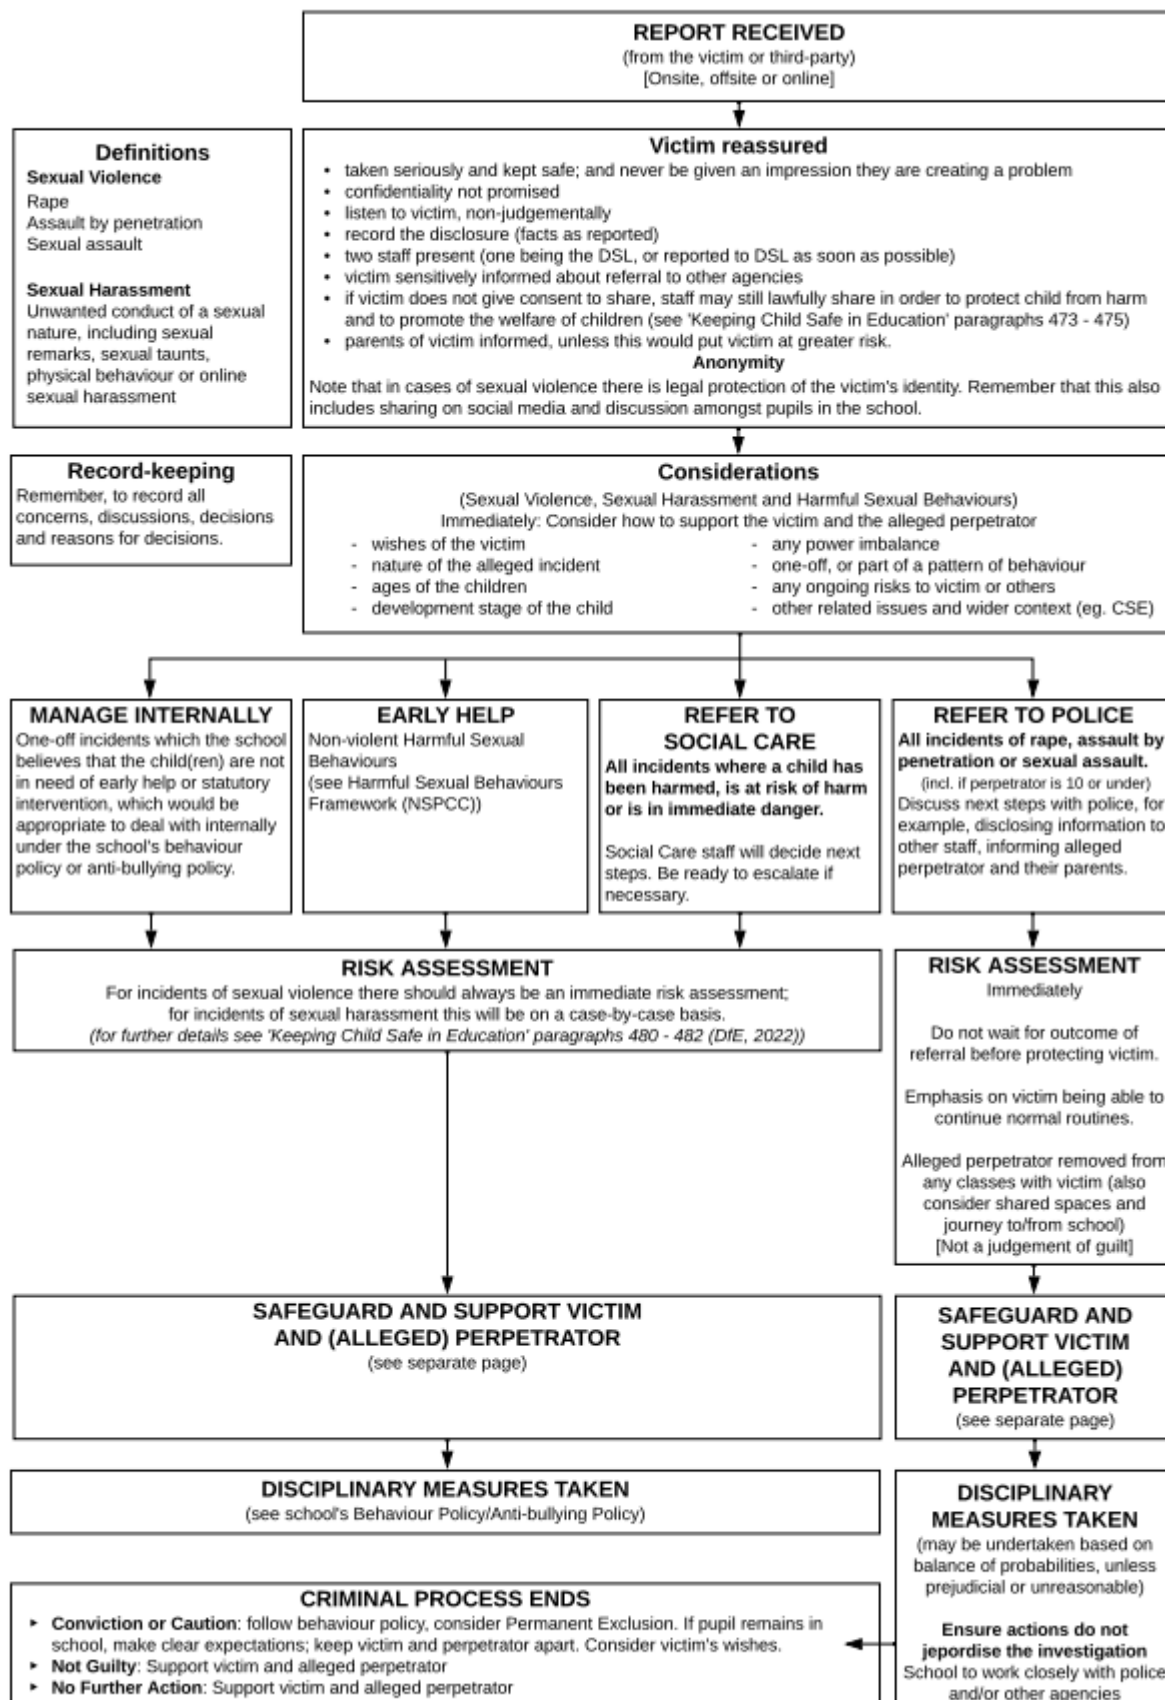 REPORT RECEIVED
(from the victim or third-party)
[Onsite, offsite or online]
Definitions
Sexual Violence
Rape
Assault by penetration
Sexual assault
Sexual Harassment
Unwanted conduct of a sexual
nature, including sexual
remarks, sexual taunts,
physical behaviour or online
sexual harassment
Victim reassured
• taken seriously and kept safe; and never be given an impression they are creating a problem
• confidentiality not promised
• listen to victim, non-judgementally
• record the disclosure (facts as reported)
• two staff present (one being the DSL, or reported to DSL as soon as possible)
• victim sensitively informed about referral to other agencies
• if victim does not give consent to share, staff may still lawfully share in order to protect child from harm
and to promote the welfare of children (see 'Keeping Child Safe in Education' paragraphs 473 - 475)
• parents of victim informed, unless this would put victim at greater risk.
Anonymity
Note that in cases of sexual violence there is legal protection of the victim's identity. Remember that this also
includes sharing on social media and discussion amongst pupils in the school.
Record-keeping
Remember, to record all
concerns, discussions, decisions
and reasons for decisions.
Considerations
(Sexual Violence, Sexual Harassment and Harmful Sexual Behaviours)
Immediately: Consider how to support the victim and the alleged perpetrator
- wishes of the victim
- nature of the alleged incident
- ages of the children
- development stage of the child
- any power imbalance
- one-off, or part of a pattern of behaviour
- any ongoing risks to victim or others
- other related issues and wider context (eg. CSE)
MANAGE INTERNALLY
One-off incidents which the school
believes that the child(ren) are not
in need of early help or statutory
intervention, which would be
appropriate to deal with internally
under the school's behaviour
policy or anti-bullying policy.
EARLY HELP
Non-violent Harmful Sexual
Behaviours
(see Harmful Sexual Behaviours
Framework (NSPCC))
REFER TO
SOCIAL CARE
All incidents where a child has
been harmed, is at risk of harm
or is in immediate danger.
Social Care staff will decide next
steps. Be ready to escalate if
necessary.
REFER TO POLICE
All incidents of rape, assault by
penetration or sexual assault.
(incl. if perpetrator is 10 or under)
Discuss next steps with police, for
example, disclosing information to
other staff, informing alleged
perpetrator and their parents.
RISK ASSESSMENT
For incidents of sexual violence there should always be an immediate risk assessment;
for incidents of sexual harassment this will be on a case-by-case basis.
(for further details see 'Keeping Child Safe in Education' paragraphs 480 - 482 (DfE, 2022))
RISK ASSESSMENT
Immediately
Do not wait for outcome of
referral before protecting victim.
Emphasis on victim being able to
continue normal routines.
Alleged perpetrator removed from
any classes with victim (also
consider shared spaces and
journey to/from school)
[Not a judgement of guilt]
SAFEGUARD AND SUPPORT VICTIM
AND (ALLEGED) PERPETRATOR
(see separate page)
SAFEGUARD AND
SUPPORT VICTIM
AND (ALLEGED)
PERPETRATOR
(see separate page)
DISCIPLINARY MEASURES TAKEN
(see school's Behaviour Policy/Anti-bullying Policy)
DISCIPLINARY
MEASURES TAKEN
(may be undertaken based on
balance of probabilities, unless
prejudicial or unreasonable)
Ensure actions do not
jepordise the investigation
School to work closely with police
and/or other agencies
CRIMINAL PROCESS ENDS
▸ Conviction or Caution: follow behaviour policy, consider Permanent Exclusion. If pupil remains in
school, make clear expectations; keep victim and perpetrator apart. Consider victim's wishes.
▸ Not Guilty: Support victim and alleged perpetrator
▸ No Further Action: Support victim and alleged perpetrator